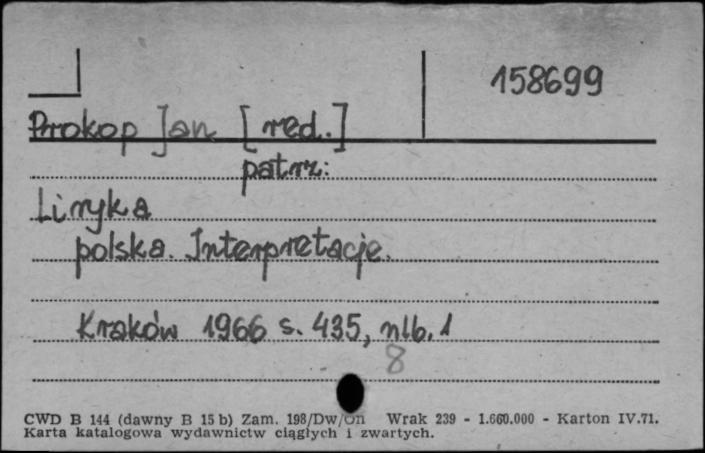 158699
Prokop Jan [red.]
patrz:
Liryka
polska. Interpretacje.
Kraków 1966 s. 435, nlb. 1
8
CWD B 144 (dawny B 15 b) Zam. 198/Dw/On Wrak 239 - 1.660.000 - Karton IV.71.
Karta katalogowa wydawnictw ciągłych i zwartych.